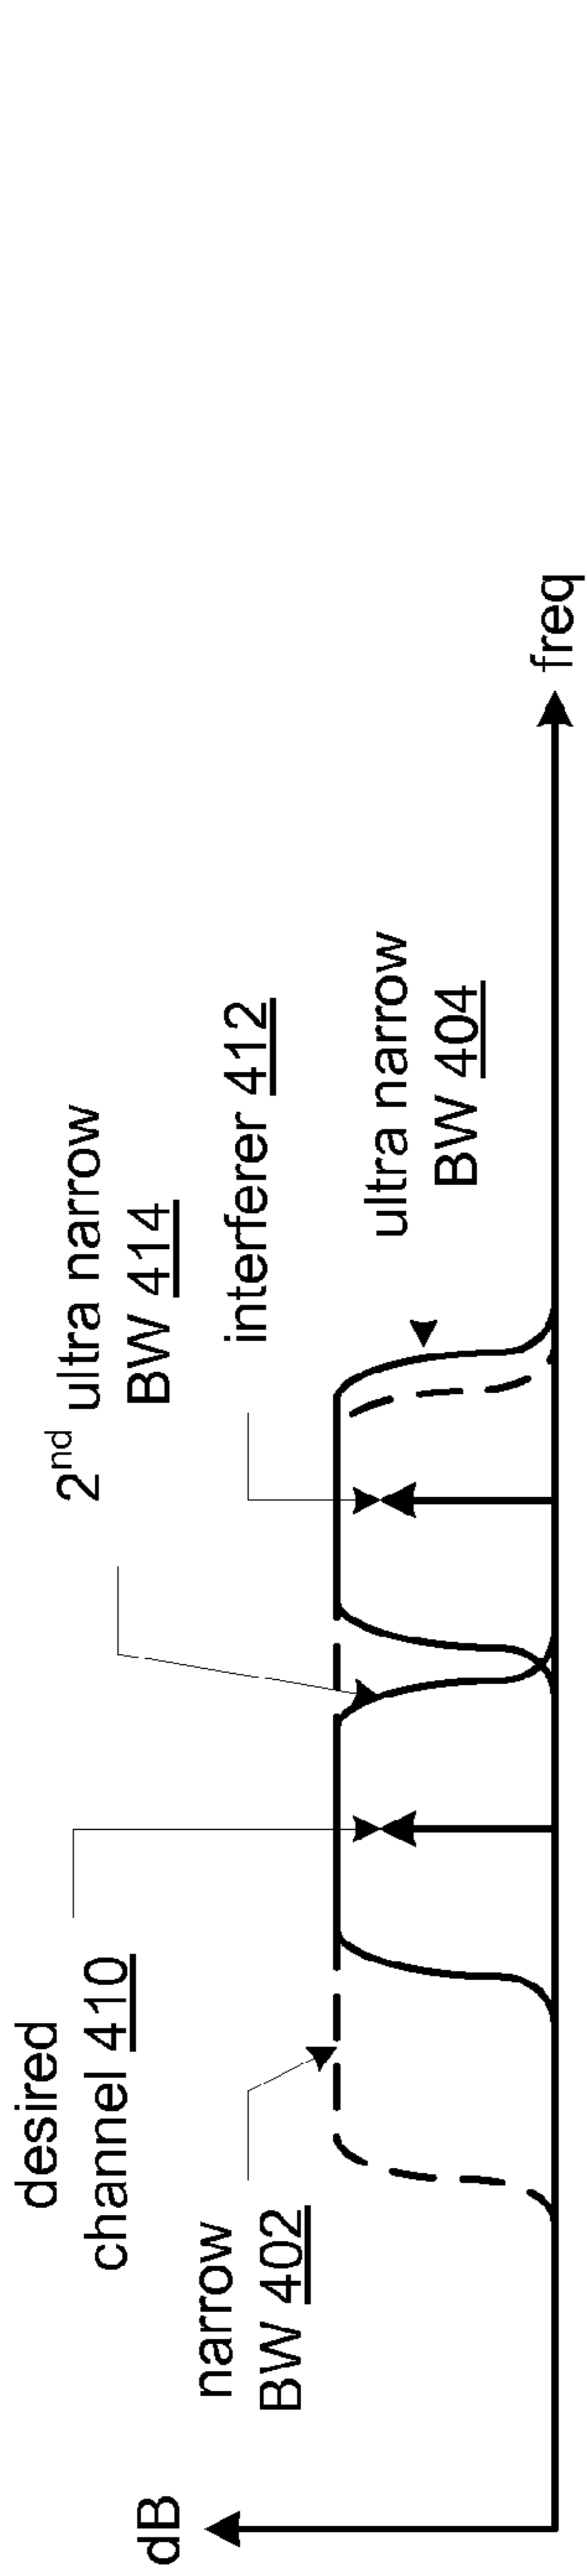 dB
narrow
BW 402
desired
channel 410
2nd ultra narrow
BW 414
interferer 412
ultra narrow
BW 404
freq